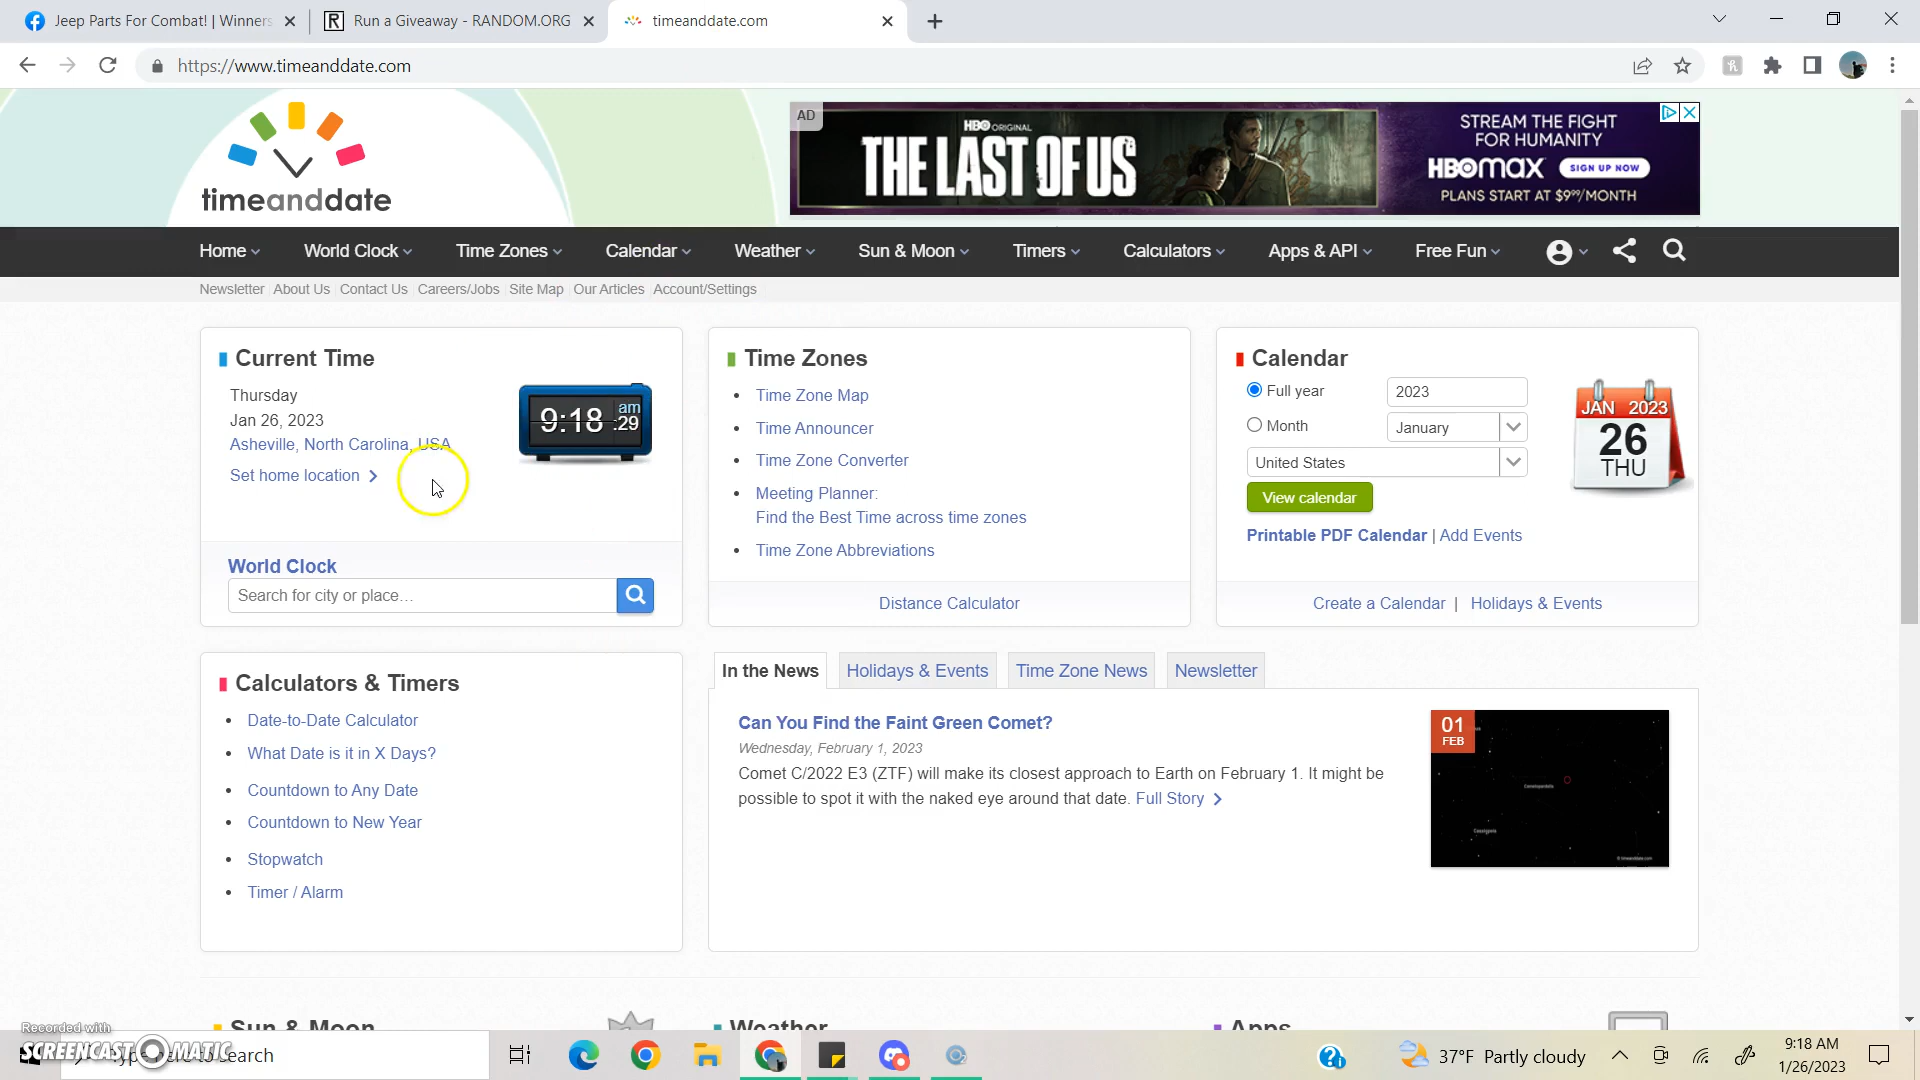 Jeep Parts For Combat! | Winners
Run a Giveaway - RANDOM.ORG
timeanddate.com
https://www.timeanddate.com
timeanddate
AD
HBO ORIGINAL
THE LAST OF US
STREAM THE FIGHT
FOR HUMANITY
HBOMAX SIGN UP NOW
PLANS START AT $9⁹⁹/MONTH
Home World Clock Time Zones Calendar Weather Sun & Moon Timers Calculators Apps & API Free Fun
Newsletter About Us Contact Us Careers/Jobs Site Map Our Articles Account/Settings
Current Time
Thursday
Jan 26, 2023
Asheville, North Carolina, USA
Set home location
9:18 am :29
World Clock
Search for city or place...
Time Zones
Time Zone Map
Time Announcer
Time Zone Converter
Meeting Planner:
Find the Best Time across time zones
Time Zone Abbreviations
Distance Calculator
Calendar
Full year 2023
Month January
United States
View calendar
Printable PDF Calendar | Add Events
JAN 2023
26
THU
Create a Calendar | Holidays & Events
Calculators & Timers
Date-to-Date Calculator
What Date is it in X Days?
Countdown to Any Date
Countdown to New Year
Stopwatch
Timer / Alarm
In the News Holidays & Events Time Zone News Newsletter
Can You Find the Faint Green Comet?
Wednesday, February 1, 2023
Comet C/2022 E3 (ZTF) will make its closest approach to Earth on February 1. It might be
possible to spot it with the naked eye around that date. Full Story
01
FEB
Camelopardalis
Cassiopeia
© timeanddate.com
Sun & Moon
Weather
Apps
Recorded with
SCREENCAST-O-MATIC
Type here to search
37°F Partly cloudy
9:18 AM
1/26/2023